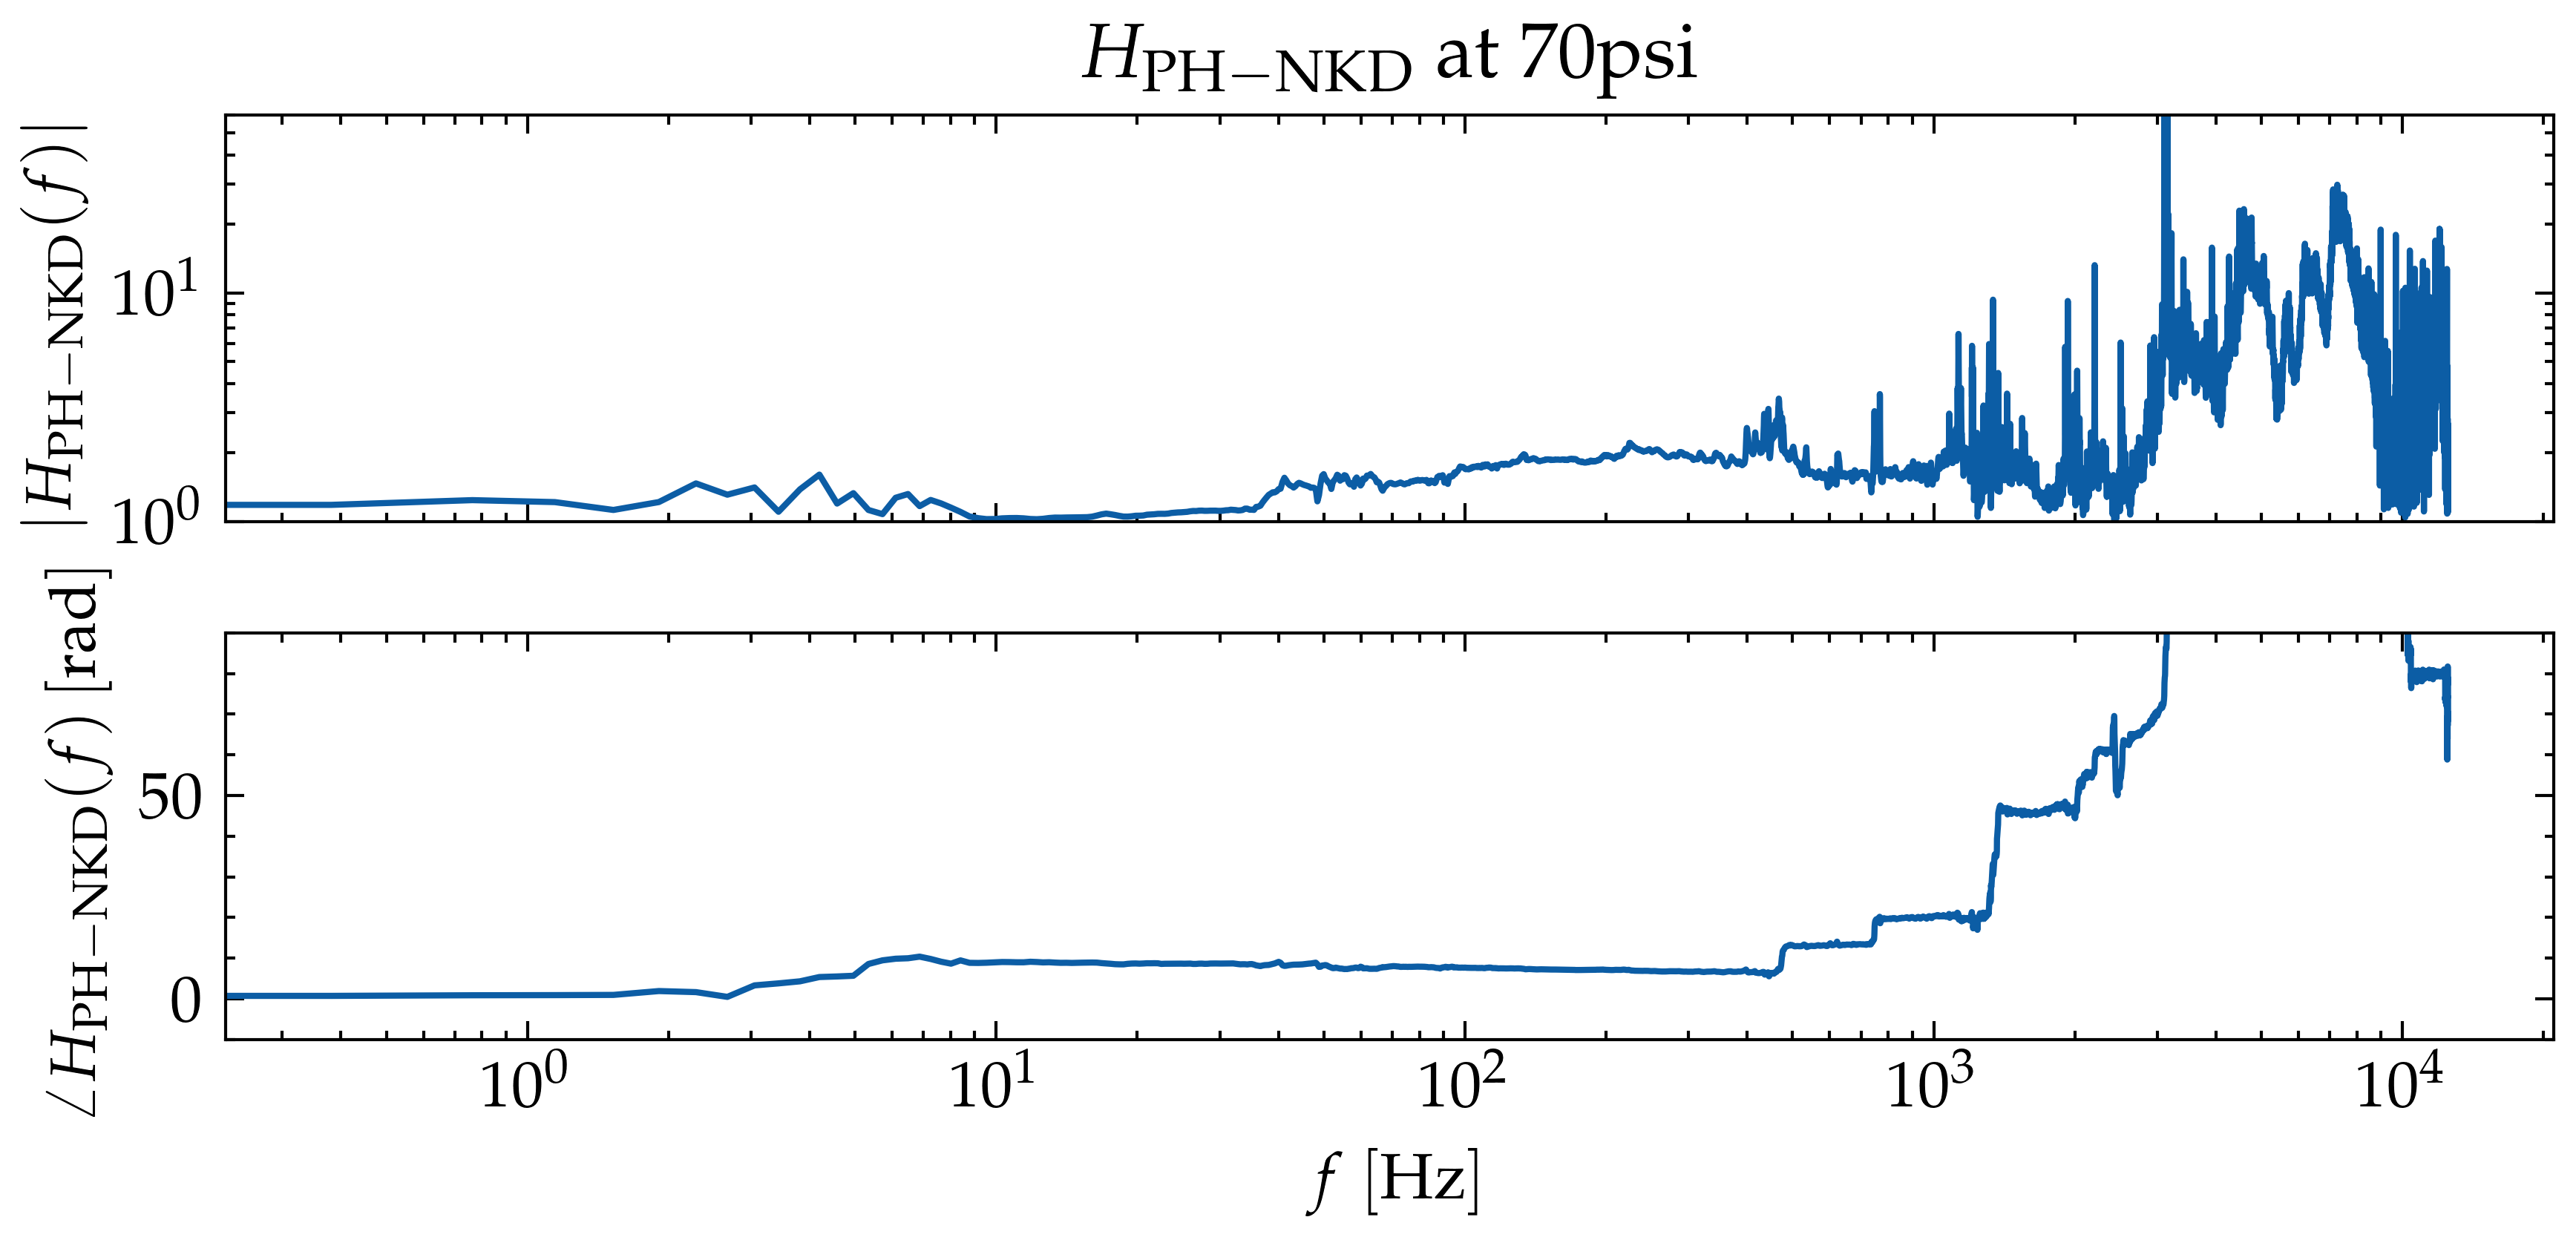 H_PH−NKD at 70psi
|H_PH−NKD(f)|
10^1
10^0
∠H_PH−NKD(f) [rad]
50
0
10^0 10^1 10^2 10^3 10^4
f [Hz]